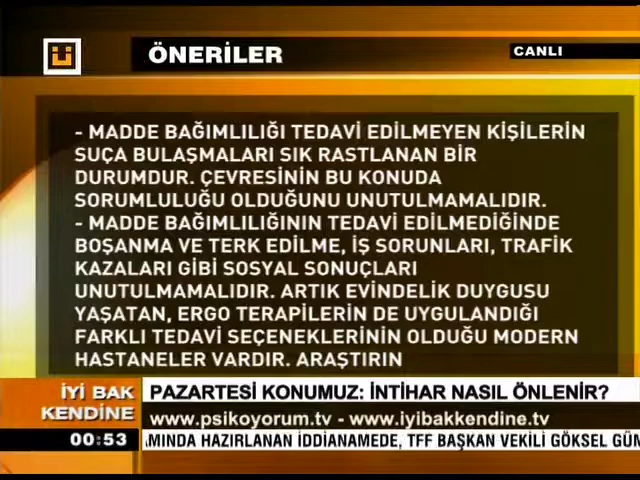 ÖNERİLER
CANLI
- MADDE BAĞIMLILIĞI TEDAVİ EDİLMEYEN KİŞİLERİN
SUÇA BULAŞMALARI SIK RASTLANAN BİR
DURUMDUR. ÇEVRESİNİN BU KONUDA
SORUMLULUĞU OLDUĞUNU UNUTULMAMALIDIR.
- MADDE BAĞIMLILIĞININ TEDAVİ EDİLMEDİĞİNDE
BOŞANMA VE TERK EDİLME, İŞ SORUNLARI, TRAFİK
KAZALARI GİBİ SOSYAL SONUÇLARI
UNUTULMAMALIDIR. ARTIK EVİNDELİK DUYGUSU
YAŞATAN, ERGO TERAPİLERİN DE UYGULANDIĞI
FARKLI TEDAVİ SEÇENEKLERİNİN OLDUĞU MODERN
HASTANELER VARDIR. ARAŞTIRIN
İYİ BAK
KENDİNE
PAZARTESİ KONUMUZ: İNTİHAR NASIL ÖNLENİR?
www.psikoyorum.tv - www.iyibakkendine.tv
00:53
AMINDA HAZIRLANAN İDDİANAMEDE, TFF BAŞKAN VEKİLİ GÖKSEL GÜM